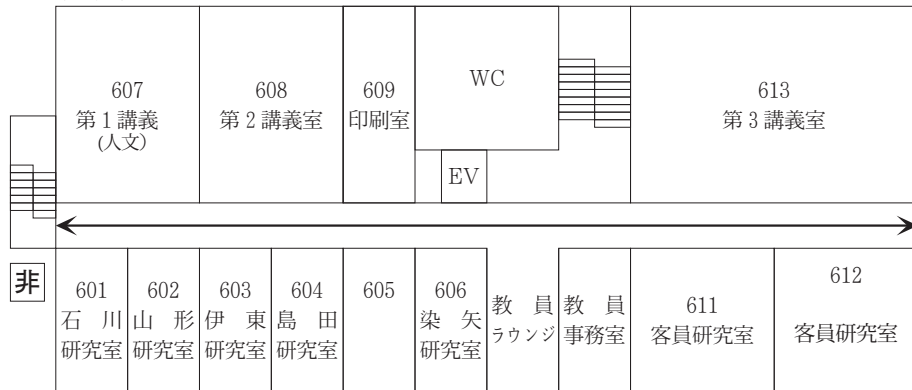 607
第１講義
(人文)
608
第２講義室
609
印刷室
WC
EV
613
第３講義室
非
601
石川
研究室
602
山形
研究室
603
伊東
研究室
604
島田
研究室
605
606
染矢
研究室
教員
ラウンジ
教員
事務室
611
客員研究室
612
客員研究室